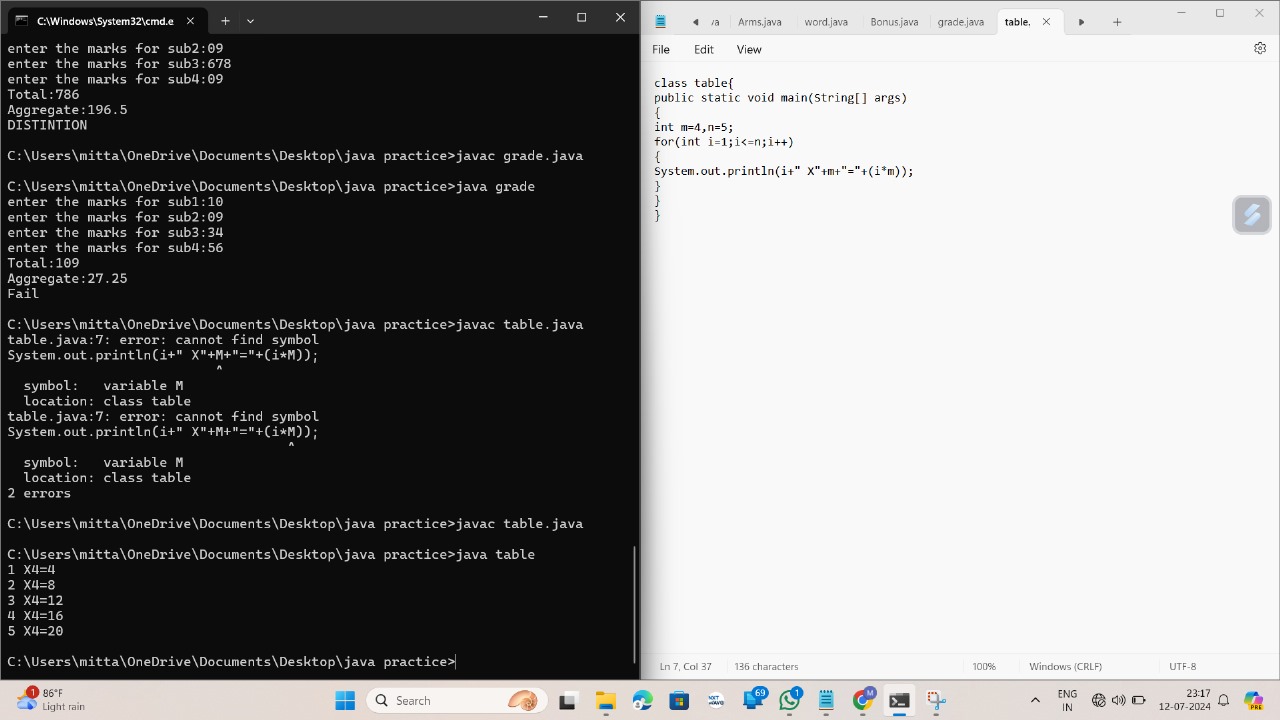 C:\Windows\System32\cmd.e
enter the marks for sub2:09
enter the marks for sub3:678
enter the marks for sub4:09
Total:786
Aggregate:196.5
DISTINTION
C:\Users\mitta\OneDrive\Documents\Desktop\java practice>javac grade.java
C:\Users\mitta\OneDrive\Documents\Desktop\java practice>java grade
enter the marks for sub1:10
enter the marks for sub2:09
enter the marks for sub3:34
enter the marks for sub4:56
Total:109
Aggregate:27.25
Fail
C:\Users\mitta\OneDrive\Documents\Desktop\java practice>javac table.java
table.java:7: error: cannot find symbol
System.out.println(i+" X"+M+"="+(i*M));
^
symbol:   variable M
location: class table
table.java:7: error: cannot find symbol
System.out.println(i+" X"+M+"="+(i*M));
^
symbol:   variable M
location: class table
2 errors
C:\Users\mitta\OneDrive\Documents\Desktop\java practice>javac table.java
C:\Users\mitta\OneDrive\Documents\Desktop\java practice>java table
1 X4=4
2 X4=8
3 X4=12
4 X4=16
5 X4=20
C:\Users\mitta\OneDrive\Documents\Desktop\java practice>
/a Arms.java word.java Bonus.java grade.java table.
File Edit View
class table{
public static void main(String[] args)
{
int m=4,n=5;
for(int i=1;i<=n;i++)
{
System.out.println(i+" X"+m+"="+(i*m));
}
}
}
Ln 7, Col 37 136 characters 100% Windows (CRLF) UTF-8
1 86°F
Light rain
Search
69
1
M
ENG
IN
23:17
12-07-2024
PRE